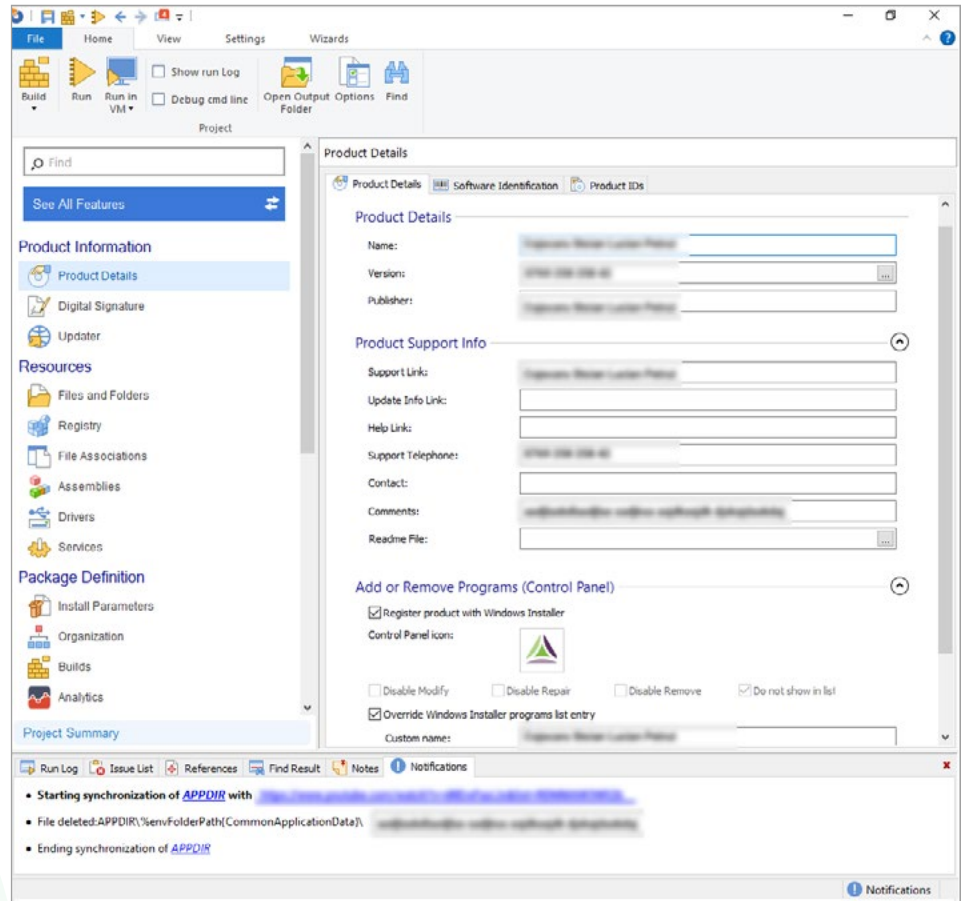 File
Home
View
Settings
Wizards
Build
Run
Run in
VM
Show run Log
Debug cmd line
Open Output
Folder
Options
Find
Project
Find
See All Features
Product Information
Product Details
Digital Signature
Updater
Resources
Files and Folders
Registry
File Associations
Assemblies
Drivers
Services
Package Definition
Install Parameters
Organization
Builds
Analytics
Project Summary
Product Details
Product Details
Software Identification
Product IDs
Product Details
Name:
Version:
...
Publisher:
Product Support Info
Support Link:
Update Info Link:
Help Link:
Support Telephone:
Contact:
Comments:
Readme File:
...
Add or Remove Programs (Control Panel)
Register product with Windows Installer
Control Panel icon:
Disable Modify
Disable Repair
Disable Remove
Do not show in list
Override Windows Installer programs list entry
Custom name:
Run Log
Issue List
References
Find Result
Notes
Notifications
Starting synchronization of APPDIR with
File deleted:APPDIR\%envFolderPath(CommonApplicationData)\
Ending synchronization of APPDIR
Notifications